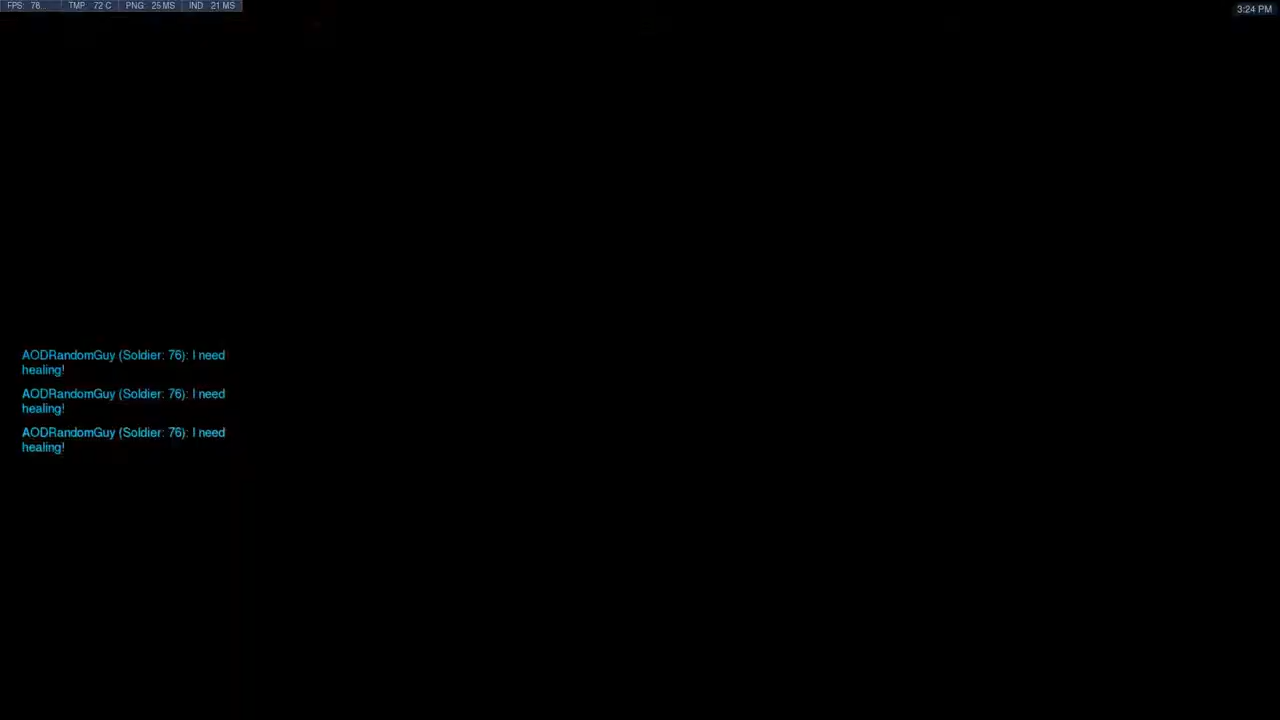 FPS: 76... TMP: 72 C PNG: 25 MS IND: 21 MS
3:24 PM
AODRandomGuy (Soldier: 76): I need
healing!
AODRandomGuy (Soldier: 76): I need
healing!
AODRandomGuy (Soldier: 76): I need
healing!